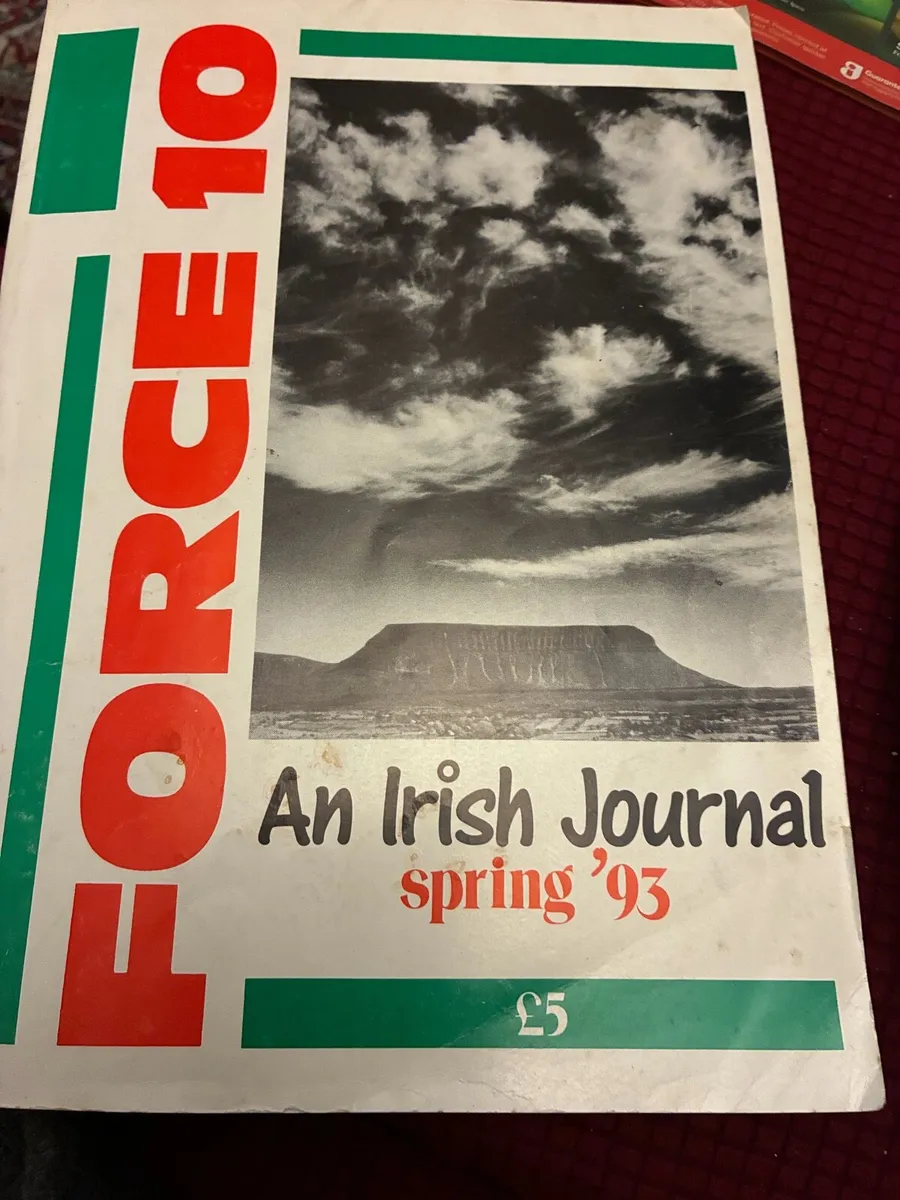 FORCE 10
An Irish Journal
spring '93
£5